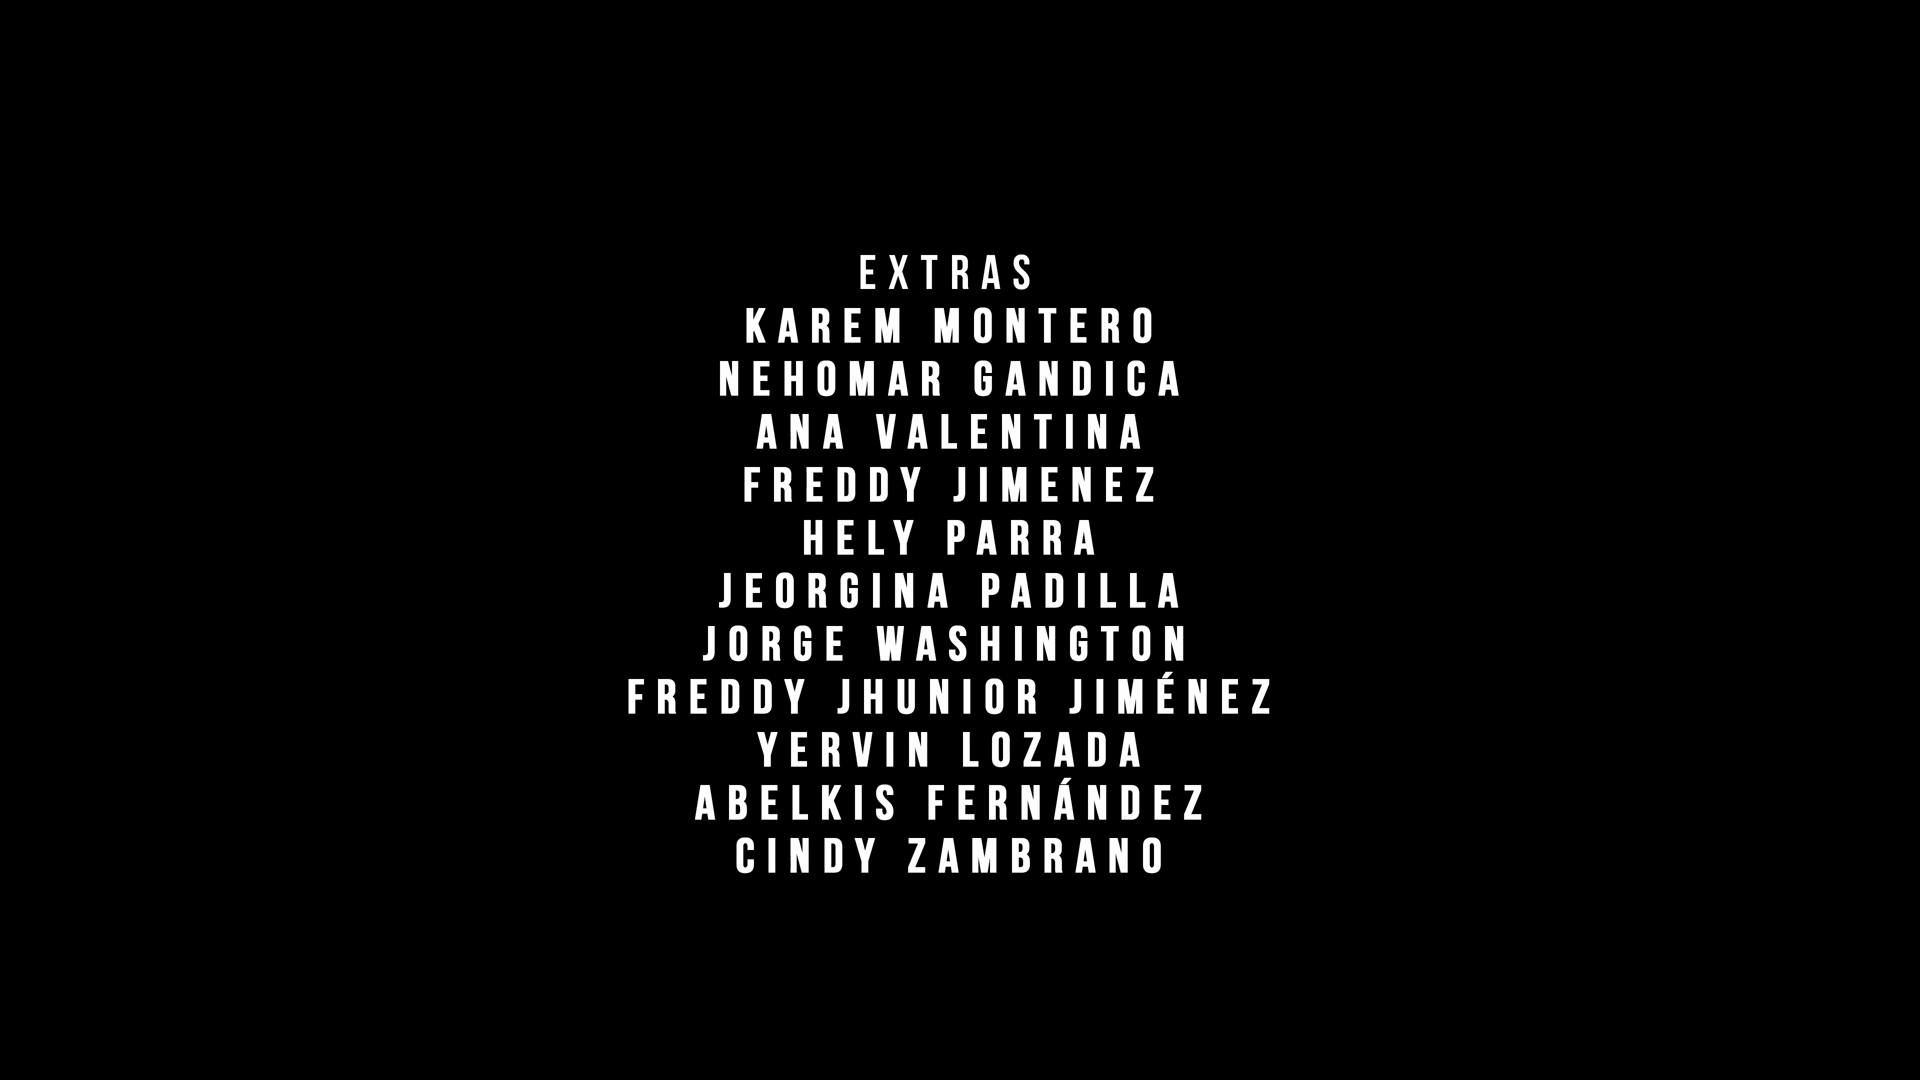 EXTRAS
KAREM MONTERO
NEHOMAR GANDICA
ANA VALENTINA
FREDDY JIMENEZ
HELY PARRA
JEORGINA PADILLA
JORGE WASHINGTON
FREDDY JHUNIOR JIMÉNEZ
YERVIN LOZADA
ABELKIS FERNÁNDEZ
CINDY ZAMBRANO